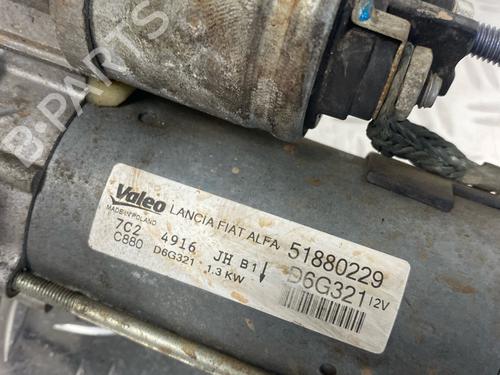 B-PARTS
Valeo LANCIA FIAT ALFA 51880229
MADE IN POLAND
7C2 4916 JH B1 D6G321 12V
C880 D6G321 1.3 KW